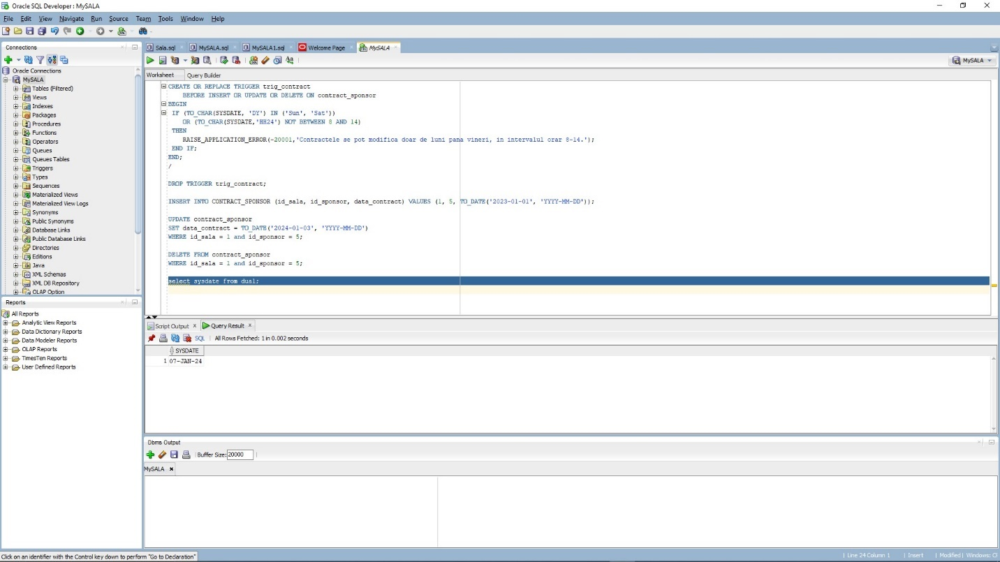 Oracle SQL Developer : MySALA
File Edit View Navigate Run Source Team Tools Window Help
Connections
Oracle Connections
MySALA
Tables (Filtered)
Views
Indexes
Packages
Procedures
Functions
Operators
Queues
Queues Tables
Triggers
Types
Sequences
Materialized Views
Materialized View Logs
Synonyms
Public Synonyms
Database Links
Public Database Links
Directories
Editions
Java
XML Schemas
XML DB Repository
OLAP Option
Reports
All Reports
Analytic View Reports
Data Dictionary Reports
Data Modeler Reports
OLAP Reports
TimesTen Reports
User Defined Reports
Sala.sql MySALA.sql MySALA1.sql Welcome Page MySALA
MySALA
Worksheet Query Builder
CREATE OR REPLACE TRIGGER trig_contract
BEFORE INSERT OR UPDATE OR DELETE ON contract_sponsor
BEGIN
IF (TO_CHAR(SYSDATE, 'DY') IN ('Sun', 'Sat'))
OR (TO_CHAR(SYSDATE,'HH24') NOT BETWEEN 8 AND 14)
THEN
RAISE_APPLICATION_ERROR(-20001,'Contractele se pot modifica doar de luni pana vineri, in intervalul orar 8-14.');
END IF;
END;
/
DROP TRIGGER trig_contract;
INSERT INTO CONTRACT_SPONSOR (id_sala, id_sponsor, data_contract) VALUES (1, 5, TO_DATE('2023-01-01', 'YYYY-MM-DD'));
UPDATE contract_sponsor
SET data_contract = TO_DATE('2024-01-03', 'YYYY-MM-DD')
WHERE id_sala = 1 and id_sponsor = 5;
DELETE FROM contract_sponsor
WHERE id_sala = 1 and id_sponsor = 5;
select sysdate from dual;
Script Output x Query Result x
SQL | All Rows Fetched: 1 in 0.002 seconds
SYSDATE
1 07-JAN-24
Dbms Output
Buffer Size: 20000
MySALA x
Click on an identifier with the Control key down to perform "Go to Declaration"
| Line 24 Column 1 | Insert | Modified | Windows: C